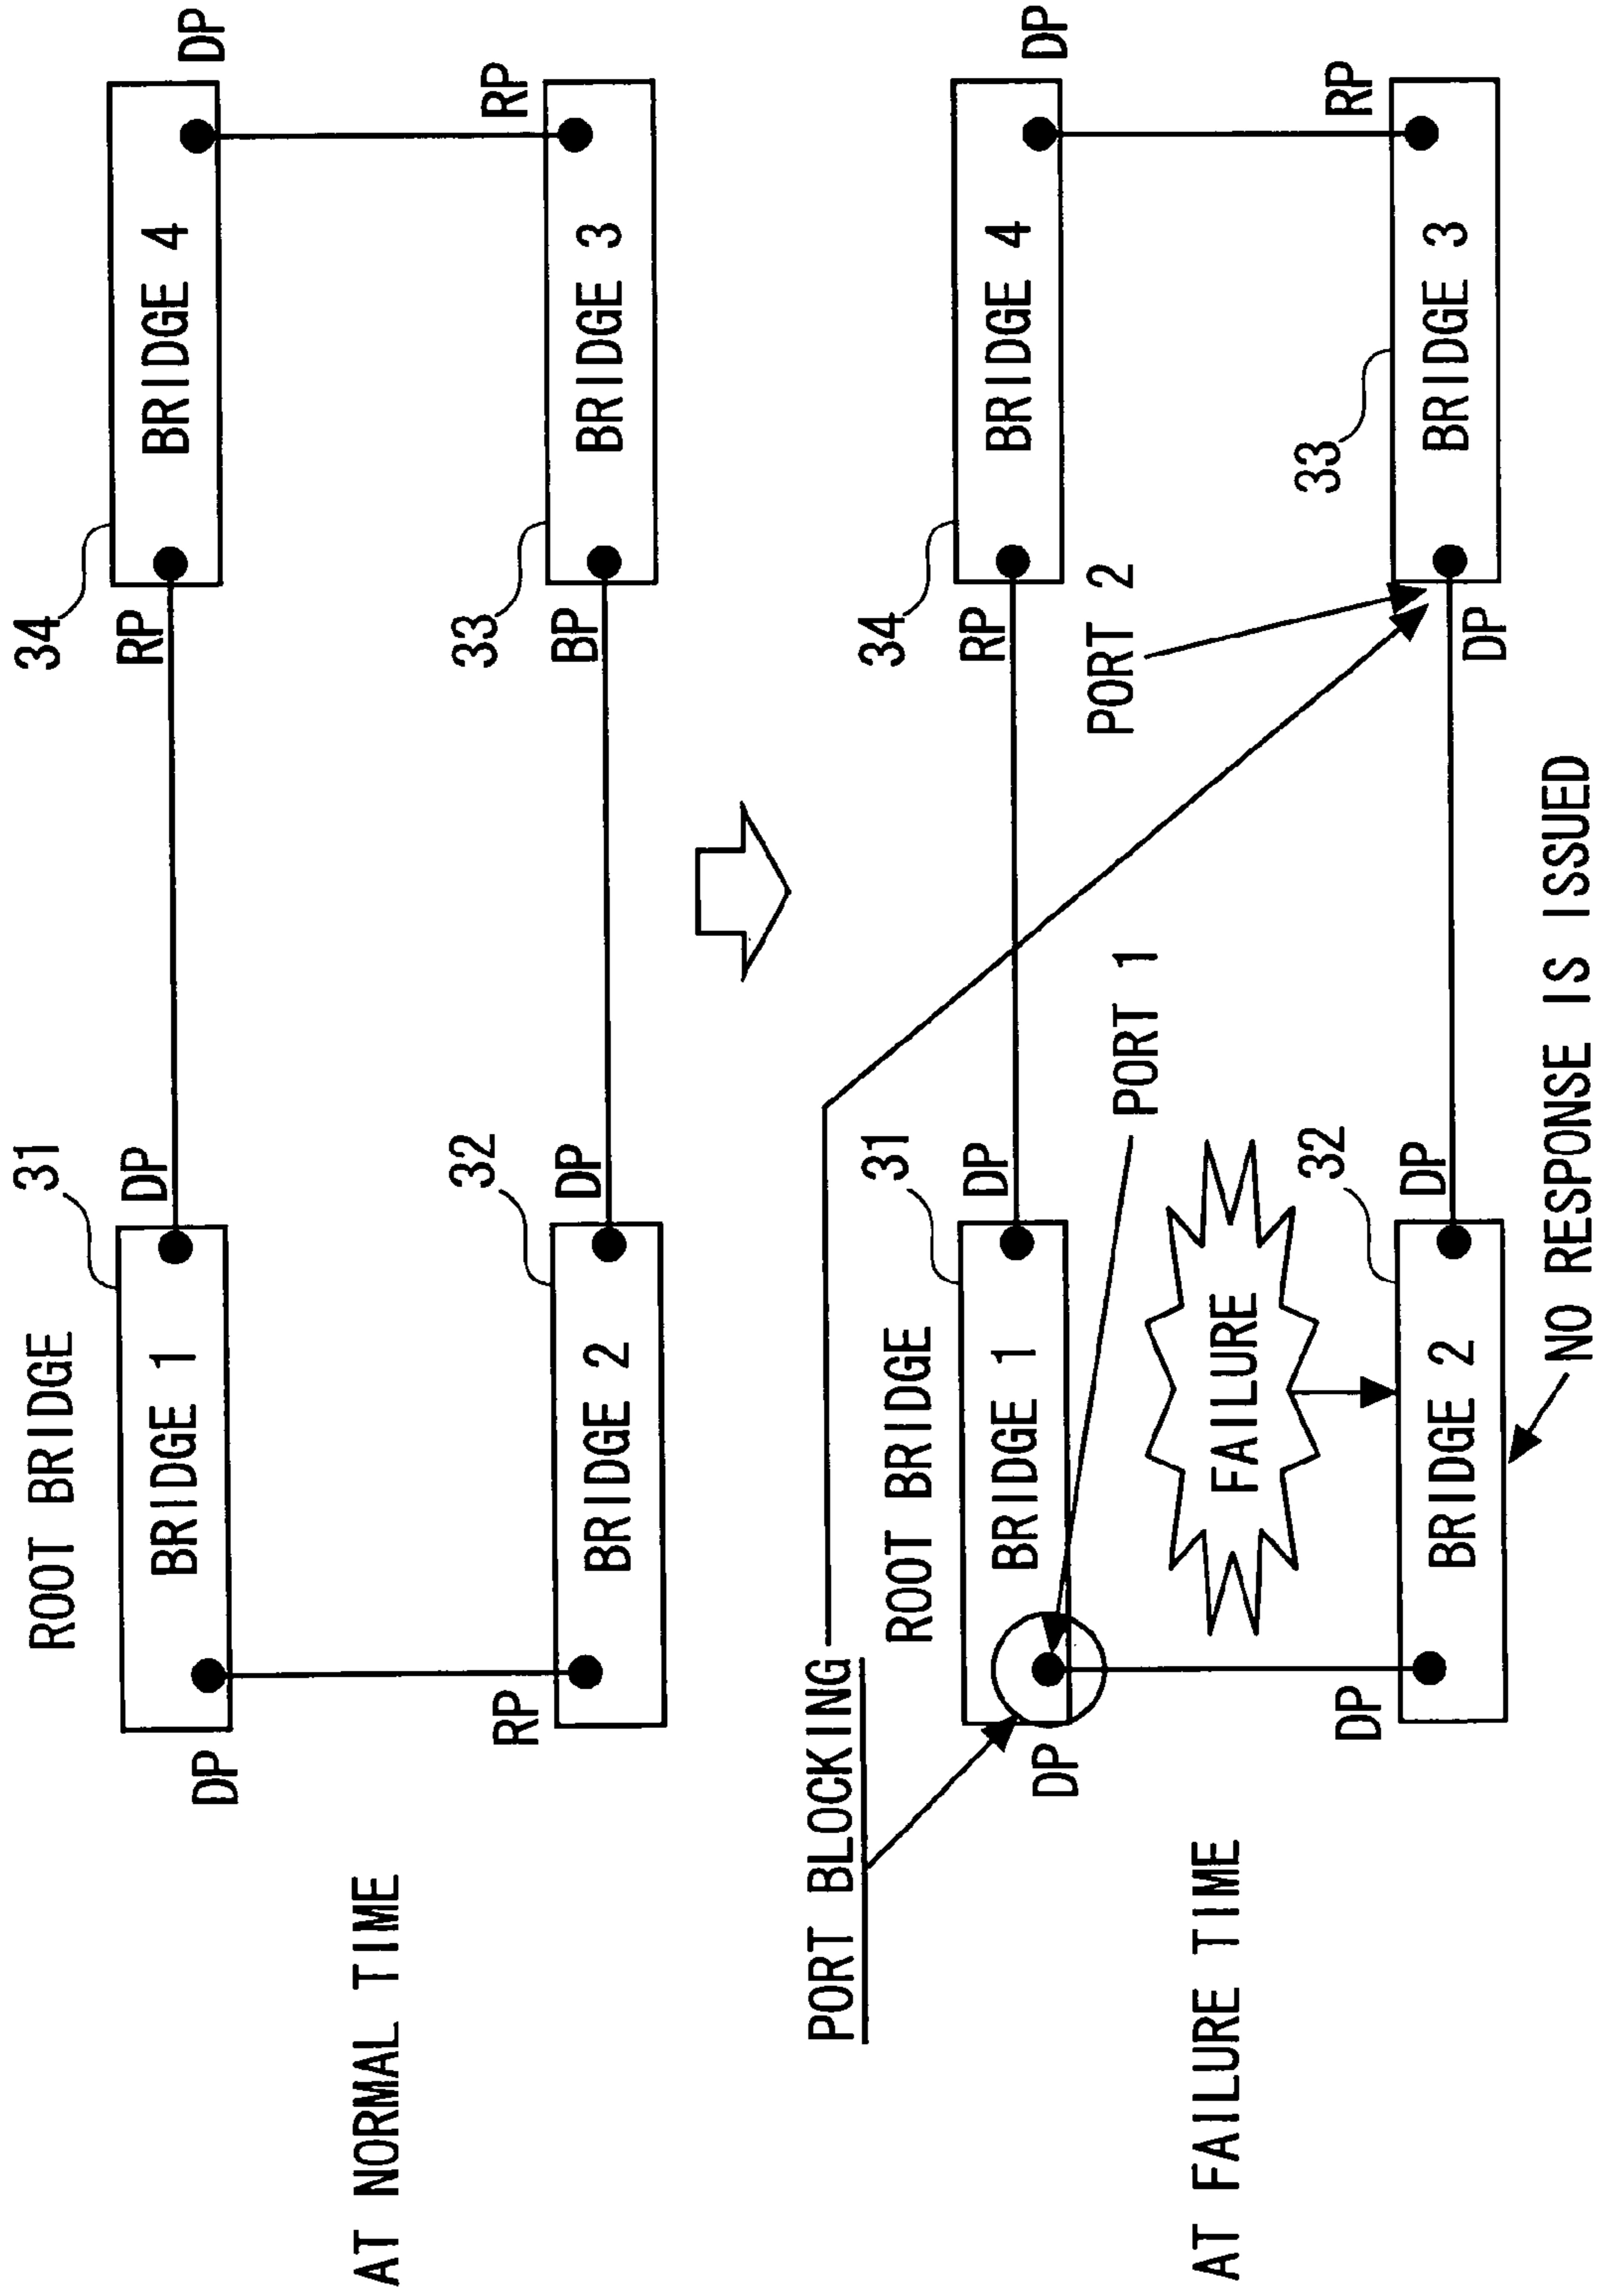 ROOT BRIDGE
31
34
DP
RP
BRIDGE 1
BRIDGE 4
DP
DP
AT NORMAL TIME
32
33
RP
RP
DP
BP
BRIDGE 2
BRIDGE 3
PORT BLOCKING
ROOT BRIDGE
31
34
DP
RP
BRIDGE 1
BRIDGE 4
DP
DP
PORT 1
PORT 2
AT FAILURE TIME
FAILURE
32
33
DP
RP
DP
DP
BRIDGE 2
BRIDGE 3
NO RESPONSE IS ISSUED